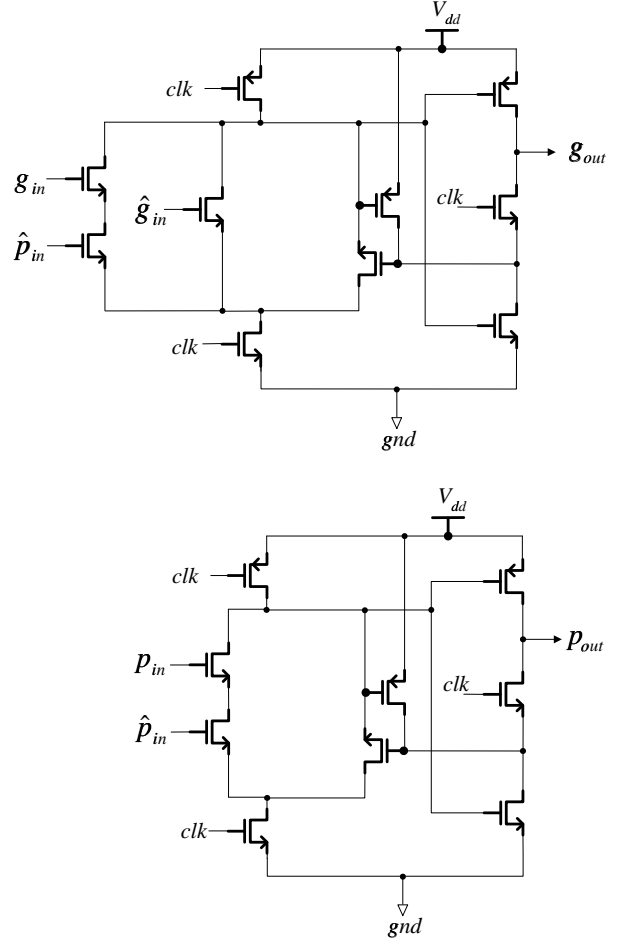 V_dd
clk
g_in
ĝ_in
clk
g_out
p̂_in
clk
gnd
V_dd
clk
p_in
p_out
clk
p̂_in
clk
gnd